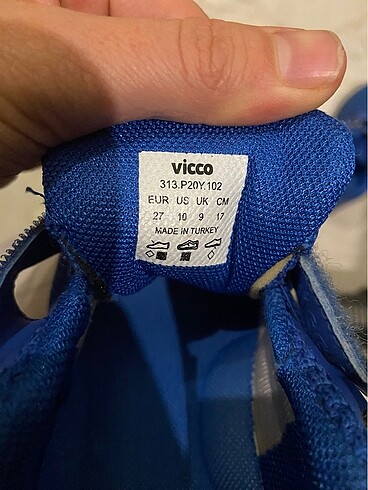 vicco
313.P20Y.102
EUR US UK CM
27 10 9 17
MADE IN TURKEY